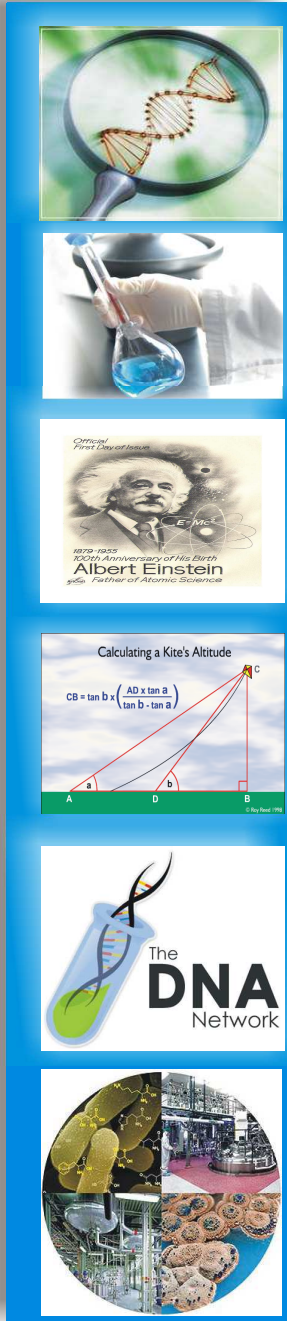 Official
First Day of Issue
E=MC²
1879-1955
100th Anniversary of His Birth
Albert Einstein
Father of Atomic Science
Calculating a Kite's Altitude
C
CB = tan b x ( AD x tan a / tan b - tan a )
a
b
A
D
B
© Roy Reed 1998
The
DNA
Network